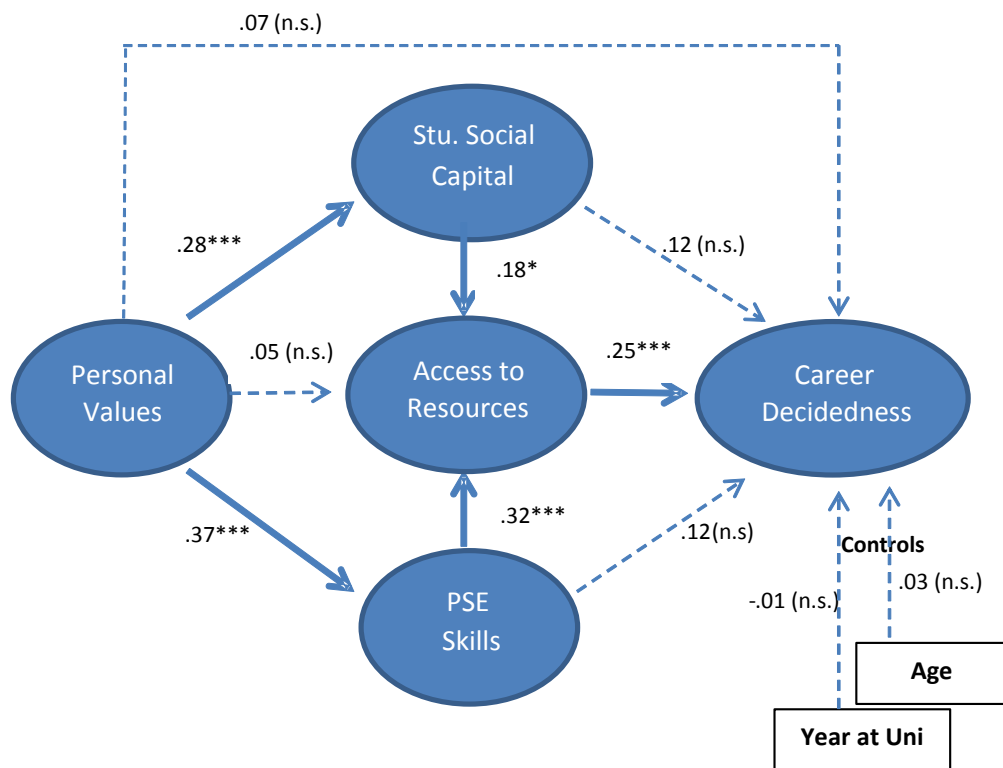 .07 (n.s.)
Stu. Social
Capital
.28***
.12 (n.s.)
.18*
.05 (n.s.)
.25***
Personal
Values
Access to
Resources
Career
Decidedness
.37***
.32***
.12(n.s)
Controls
-.01 (n.s.)
.03 (n.s.)
PSE
Skills
Age
Year at Uni